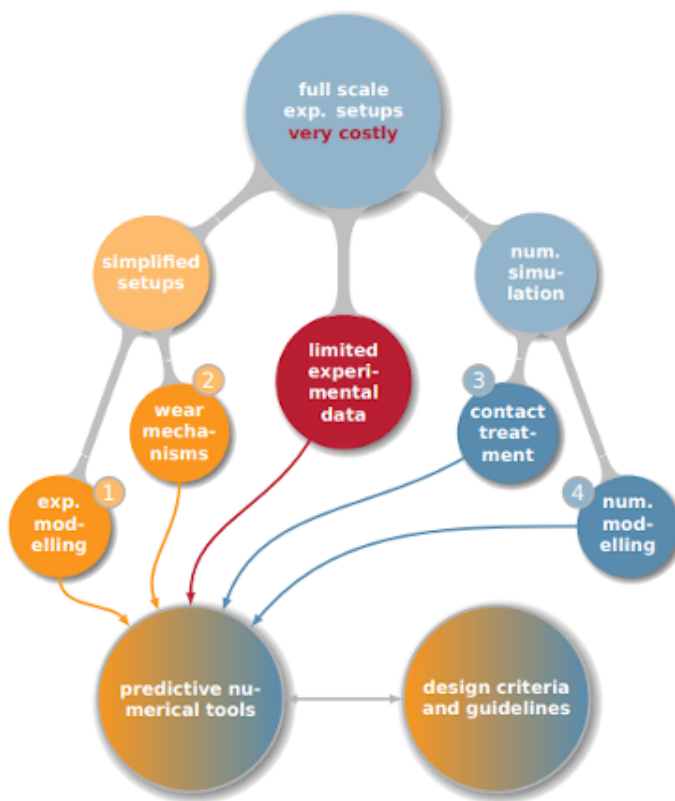 full scale
exp. setups
very costly
simplified
setups
num.
simu-
lation
limited
experi-
mental
data
2
wear
mecha-
nisms
3
contact
treat-
ment
1
exp.
mod-
elling
4
num.
mod-
elling
predictive nu-
merical tools
design criteria
and guidelines